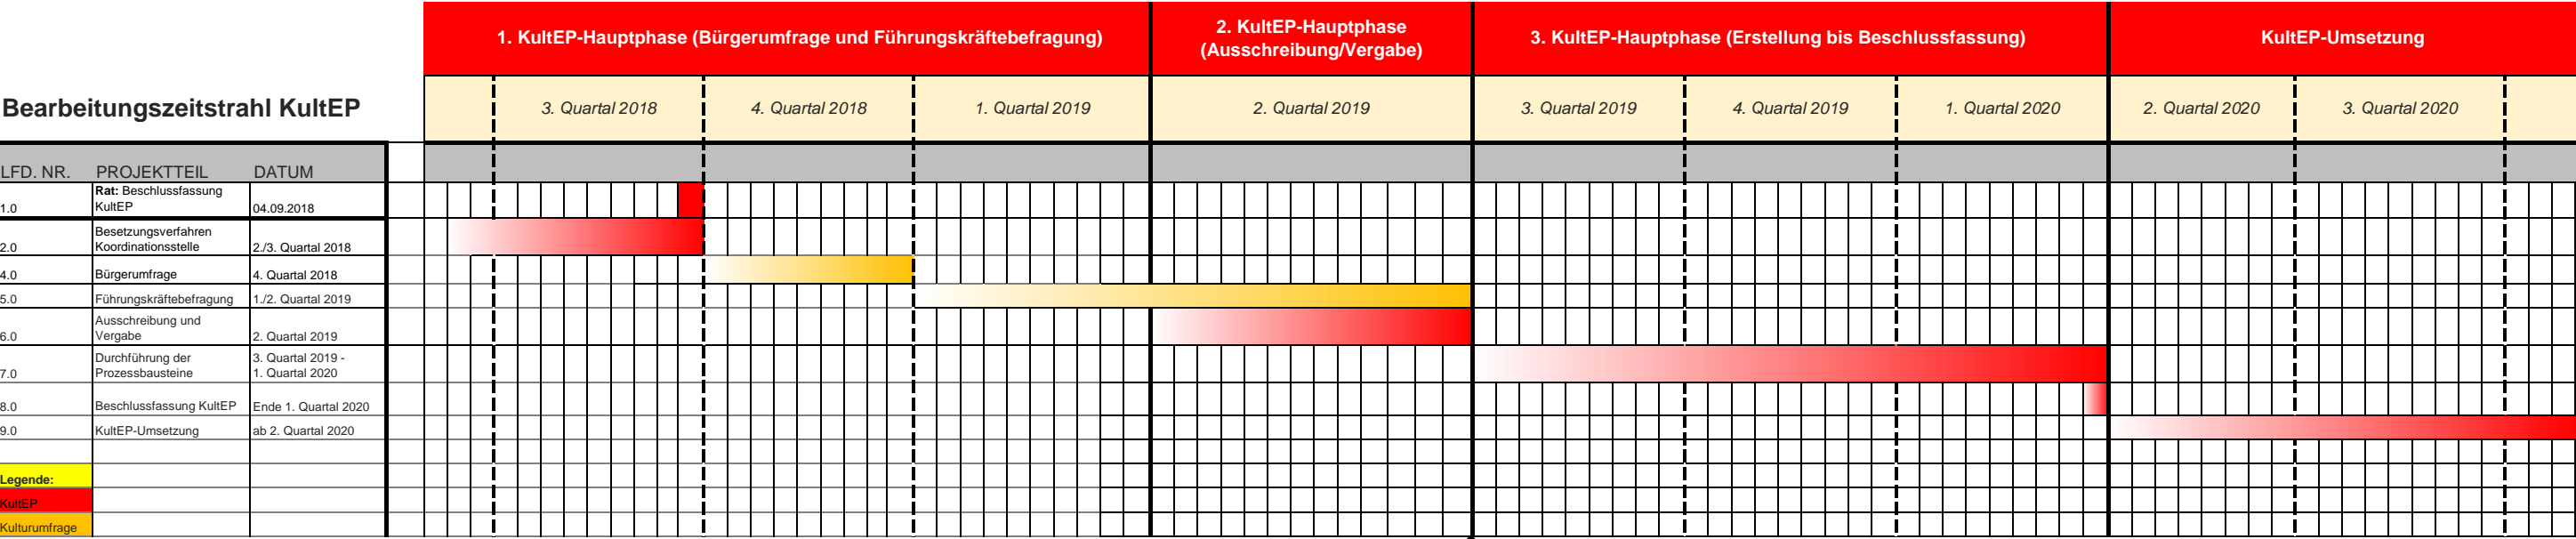 1. KultEP-Hauptphase (Bürgerumfrage und Führungskräftebefragung)
2. KultEP-Hauptphase
(Ausschreibung/Vergabe)
3. KultEP-Hauptphase (Erstellung bis Beschlussfassung)
KultEP-Umsetzung
Bearbeitungszeitstrahl KultEP
3. Quartal 2018
4. Quartal 2018
1. Quartal 2019
2. Quartal 2019
3. Quartal 2019
4. Quartal 2019
1. Quartal 2020
2. Quartal 2020
3. Quartal 2020
LFD. NR. PROJEKTTEIL DATUM
1.0
Rat: Beschlussfassung
KultEP
04.09.2018
2.0
Besetzungsverfahren
Koordinationsstelle
2./3. Quartal 2018
4.0
Bürgerumfrage
4. Quartal 2018
5.0
Führungskräftebefragung
1./2. Quartal 2019
6.0
Ausschreibung und
Vergabe
2. Quartal 2019
7.0
Durchführung der
Prozessbausteine
3. Quartal 2019 -
1. Quartal 2020
8.0
Beschlussfassung KultEP
Ende 1. Quartal 2020
9.0
KultEP-Umsetzung
ab 2. Quartal 2020
Legende:
KultEP
Kulturumfrage